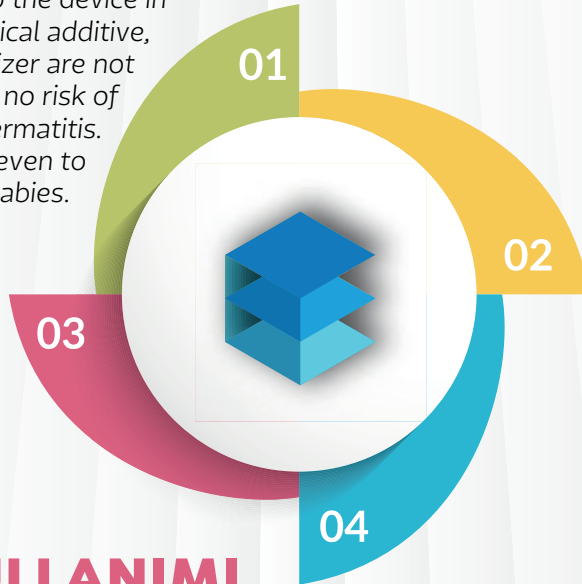 the device in
ical additive,
izer are not
no risk of
ermatitis.
even to
abies.
01
02
03
04
ULLANIMI